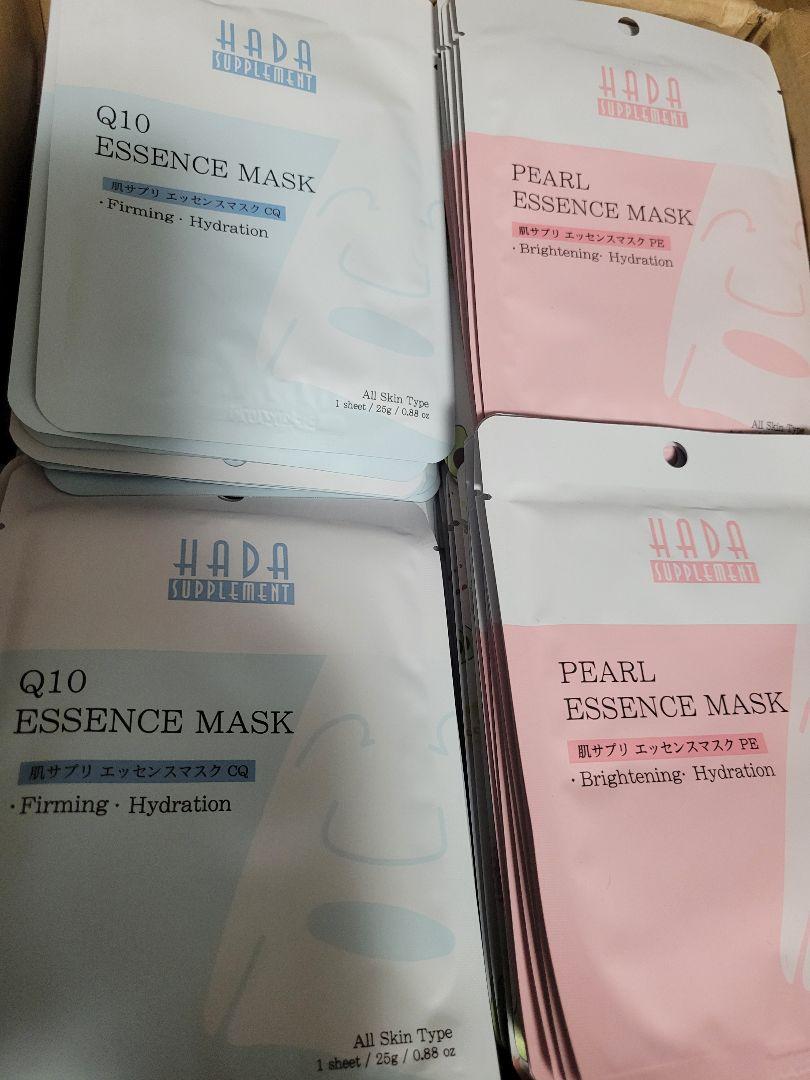 HADA
SUPPLEMENT
Q10
ESSENCE MASK
肌サプリ エッセンスマスク CQ
・Firming・Hydration
All Skin Type
1 sheet / 25g / 0.88 oz
HADA
SUPPLEMENT
PEARL
ESSENCE MASK
肌サプリ エッセンスマスク PE
・Brightening・Hydration
All Skin Type
HADA
SUPPLEMENT
Q10
ESSENCE MASK
肌サプリ エッセンスマスク CQ
・Firming・Hydration
All Skin Type
1 sheet / 25g / 0.88 oz
HADA
SUPPLEMENT
PEARL
ESSENCE MASK
肌サプリ エッセンスマスク PE
・Brightening・Hydration